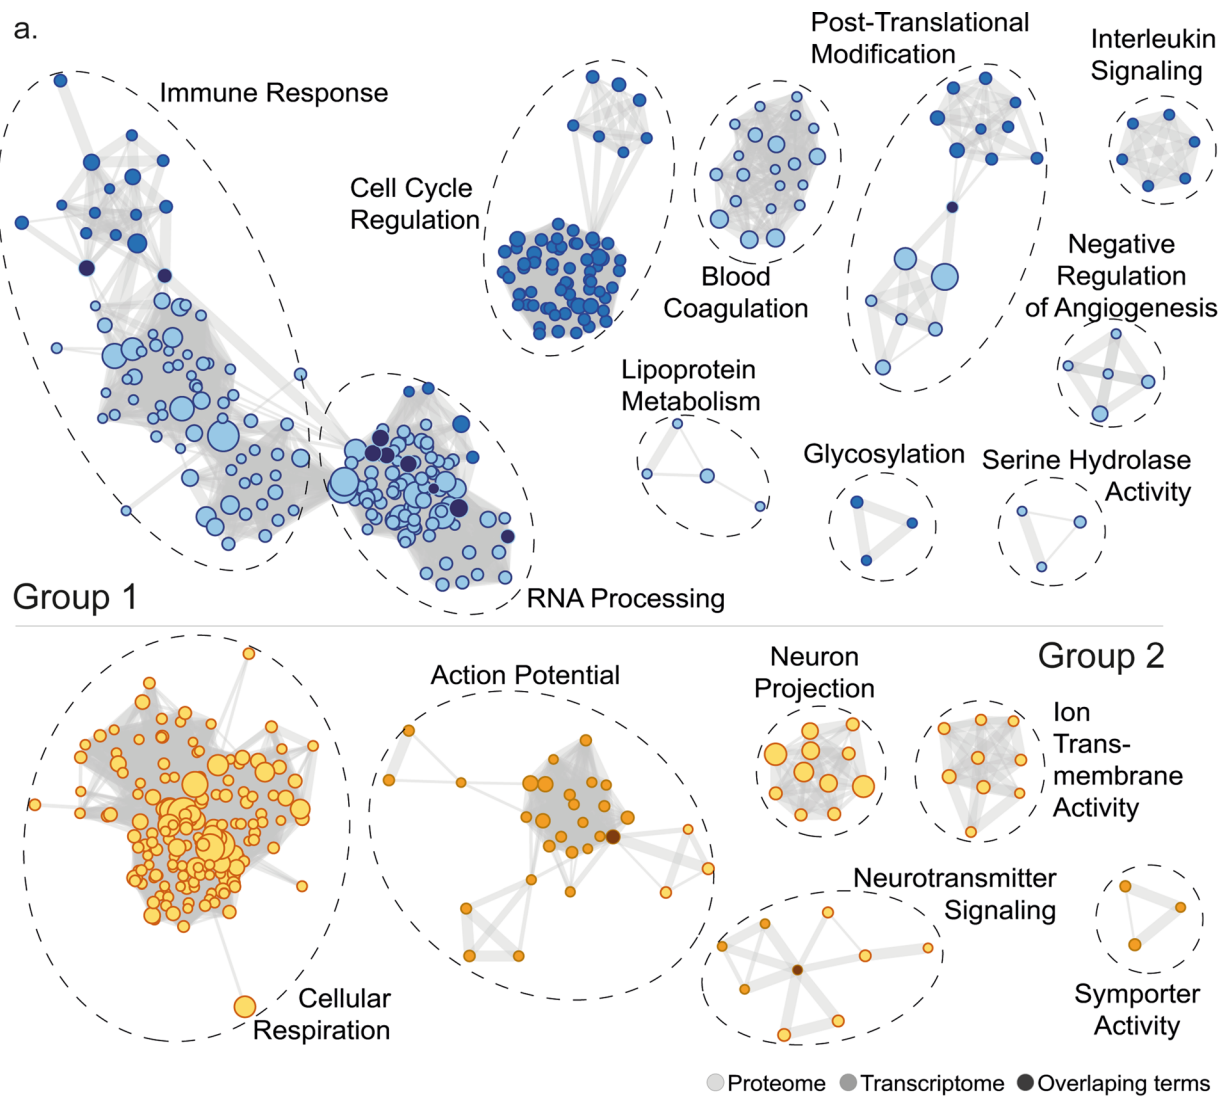 a.
Immune Response
Cell Cycle
Regulation
Blood
Coagulation
Post-Translational
Modification
Interleukin
Signaling
Negative
Regulation
of Angiogenesis
Lipoprotein
Metabolism
Glycosylation
Serine Hydrolase
Activity
RNA Processing
Group 1
Group 2
Cellular
Respiration
Action Potential
Neuron
Projection
Ion
Trans-
membrane
Activity
Neurotransmitter
Signaling
Symporter
Activity
Proteome Transcriptome Overlaping terms